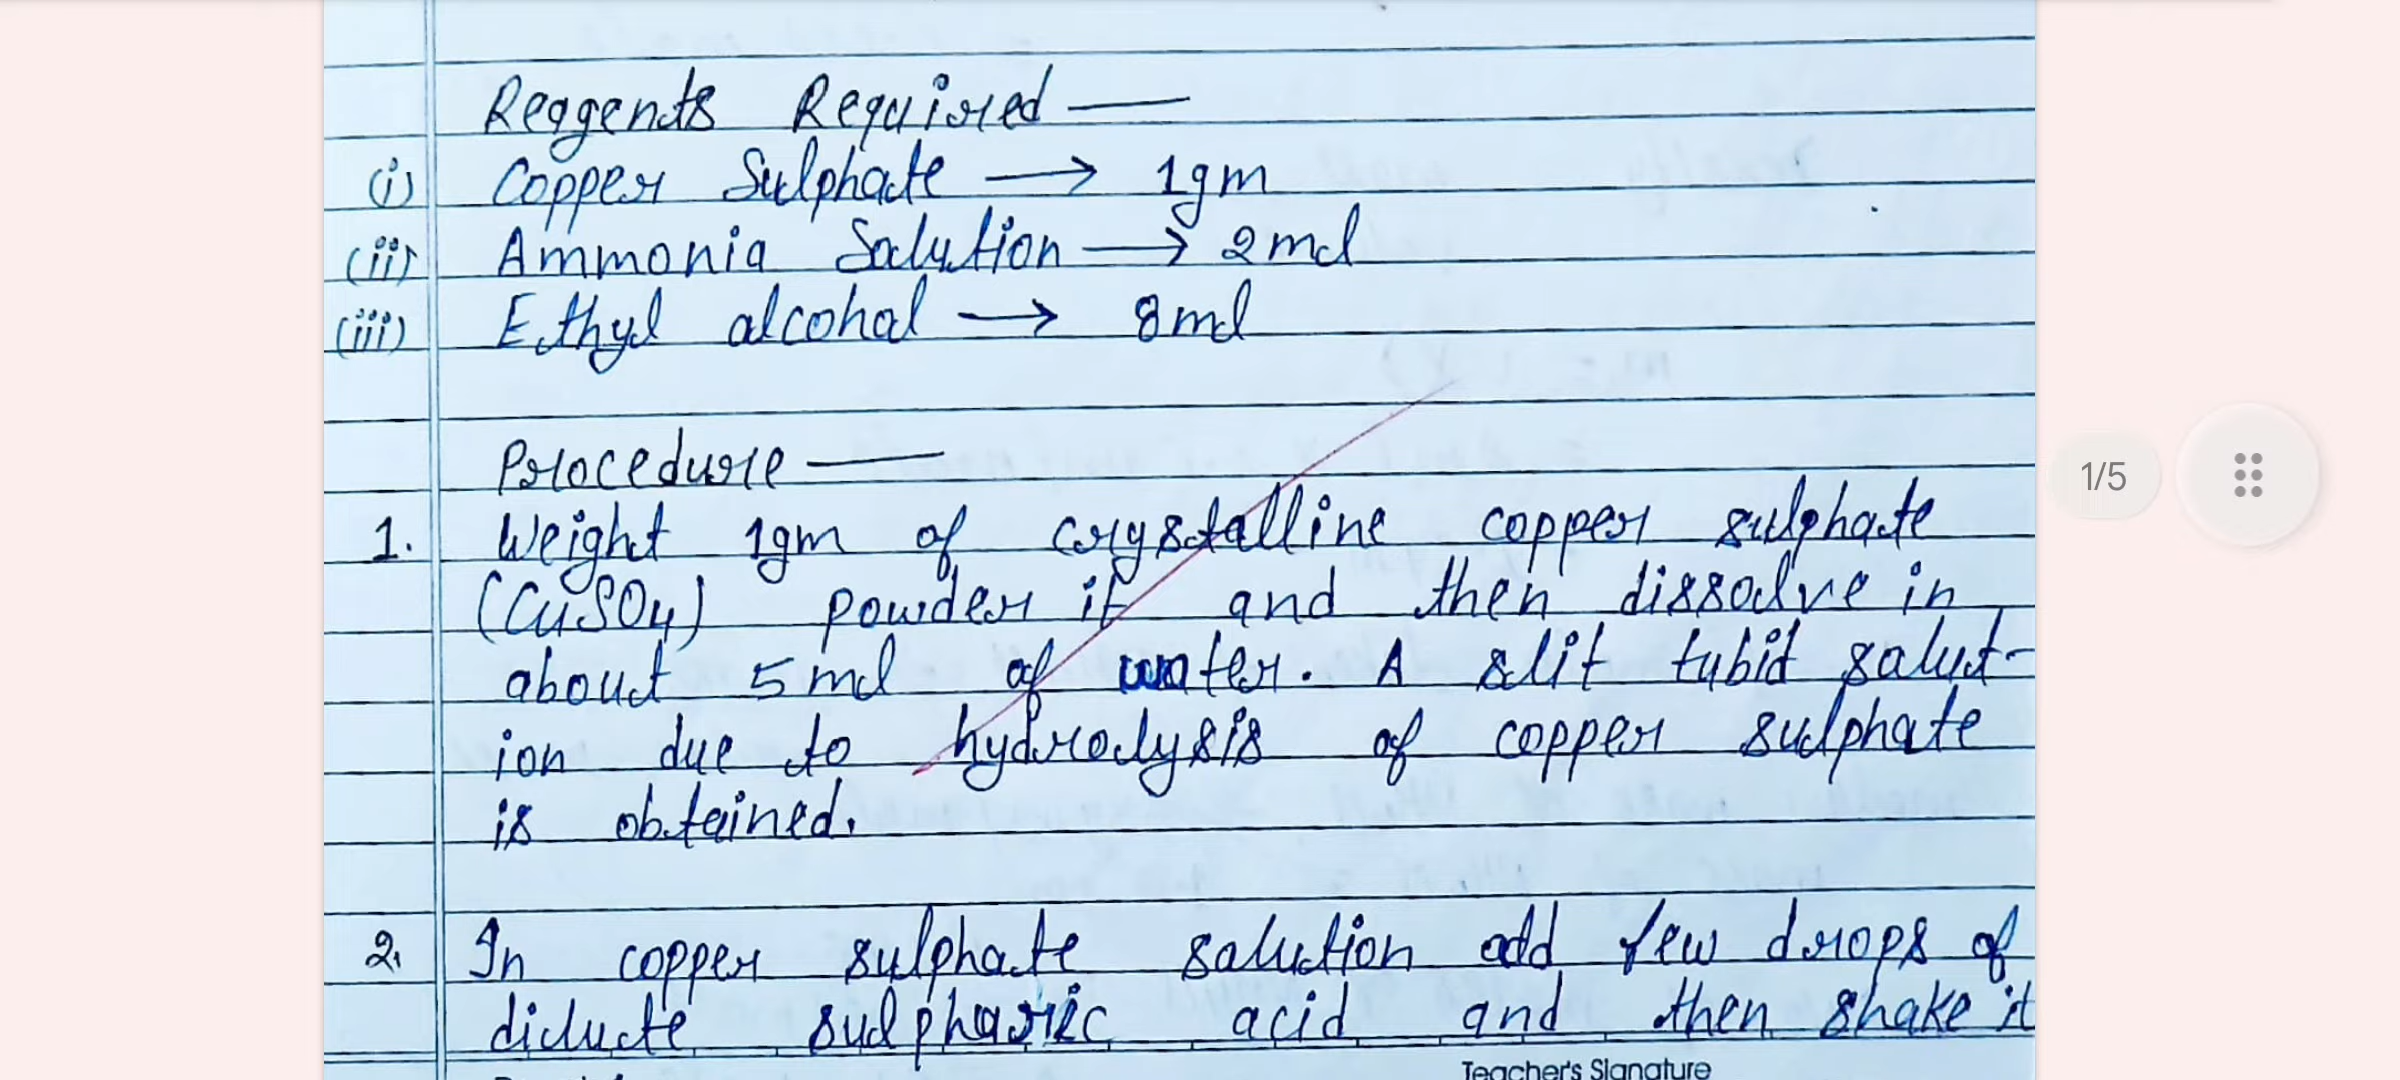 Reagents Required —
(i) Copper Sulphate → 1gm
(ii) Ammonia Solution → 2ml
(iii) Ethyl alcohal → 8ml
Procedure —
1. Weight 1gm of crystalline copper sulphate
(CuSO4) powder it and then dissolve in
about 5ml of water. A slit tubid solut-
ion due to hydrolysis of copper sulphate
is obtained.
1/5
2. In copper sulphate solution add few drops of
dilute sulpharic acid and then shake it
Teacher's Signature